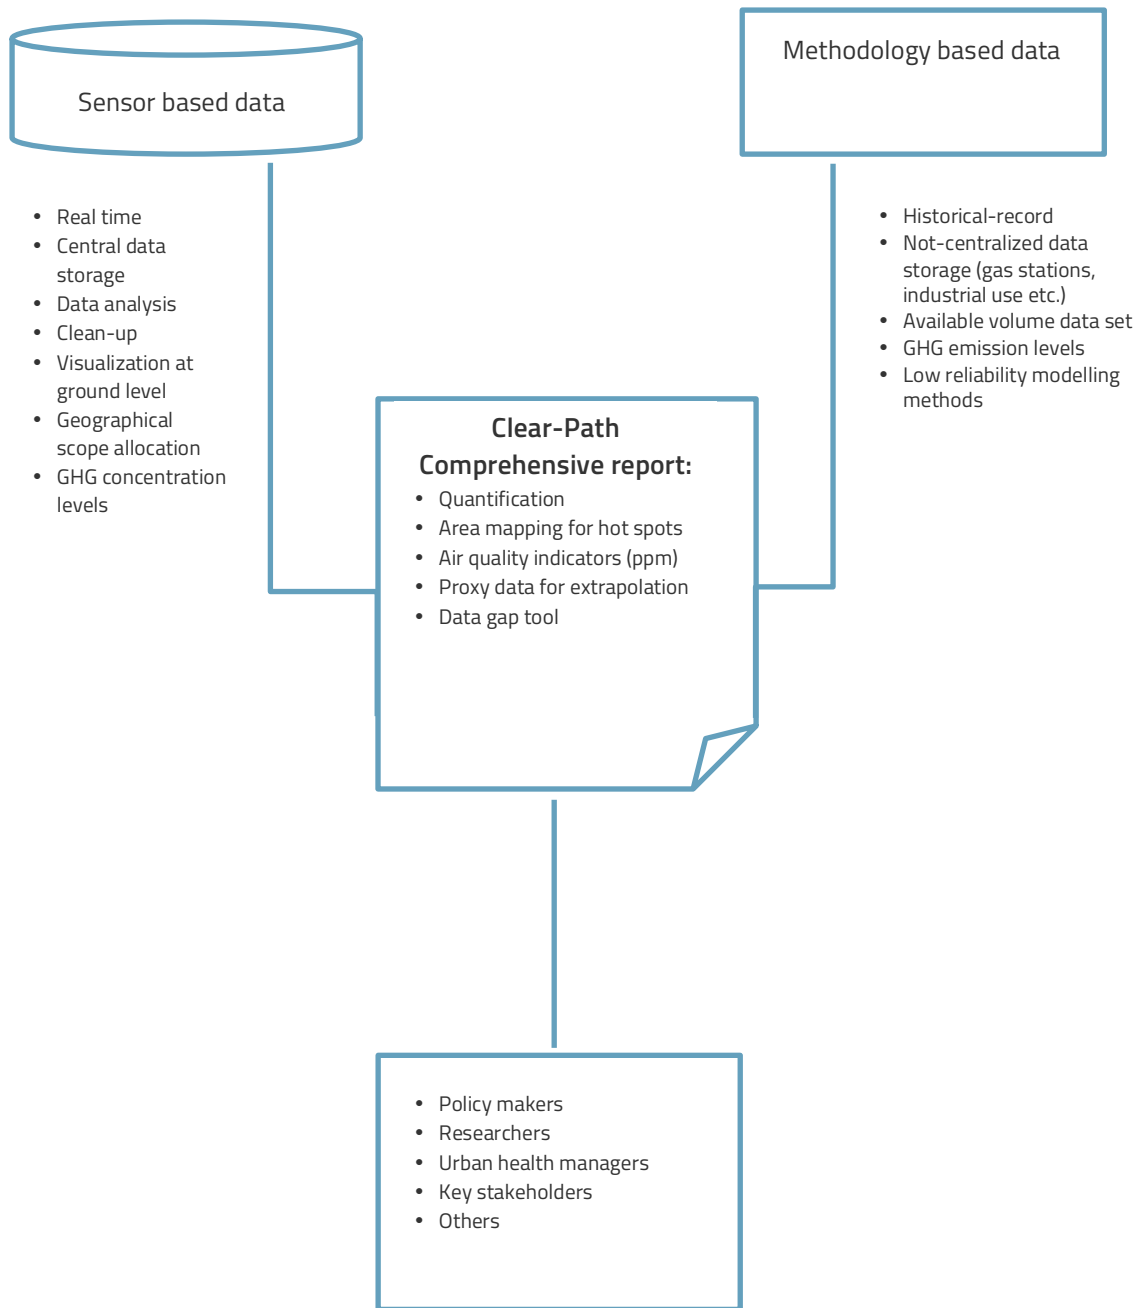 Sensor based data
Methodology based data
• Real time
• Central data
storage
• Data analysis
• Clean-up
• Visualization at
ground level
• Geographical
scope allocation
• GHG concentration
levels
• Historical-record
• Not-centralized data
storage (gas stations,
industrial use etc.)
• Available volume data set
• GHG emission levels
• Low reliability modelling
methods
Clear-Path
Comprehensive report:
• Quantification
• Area mapping for hot spots
• Air quality indicators (ppm)
• Proxy data for extrapolation
• Data gap tool
• Policy makers
• Researchers
• Urban health managers
• Key stakeholders
• Others